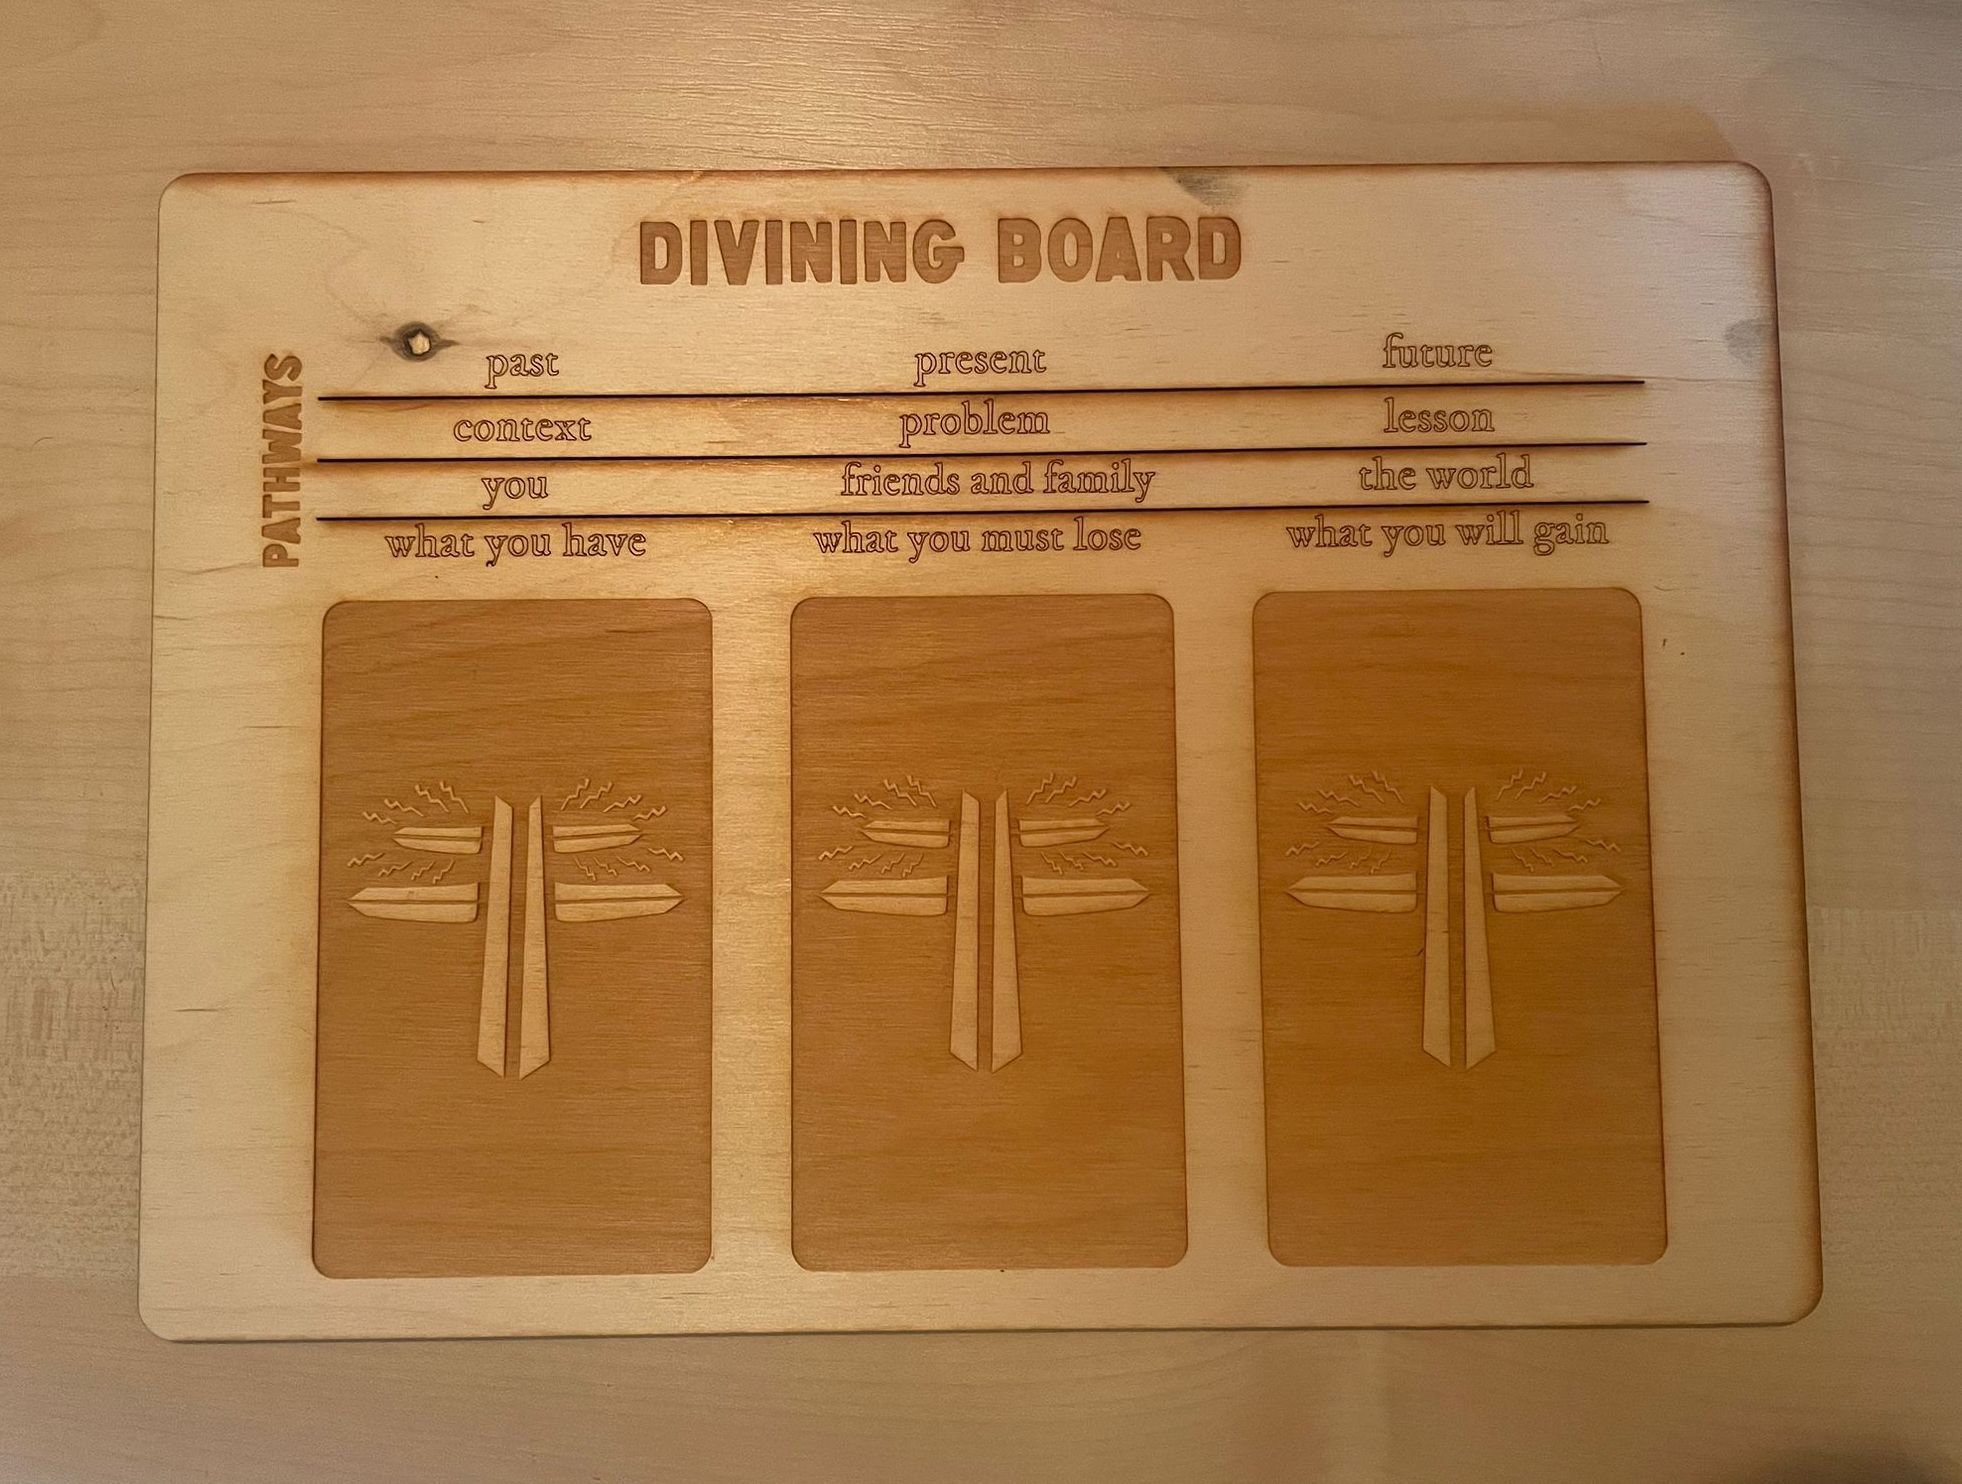 DIVINING BOARD
PATHWAYS
past present future
context problem lesson
you friends and family the world
what you have what you must lose what you will gain